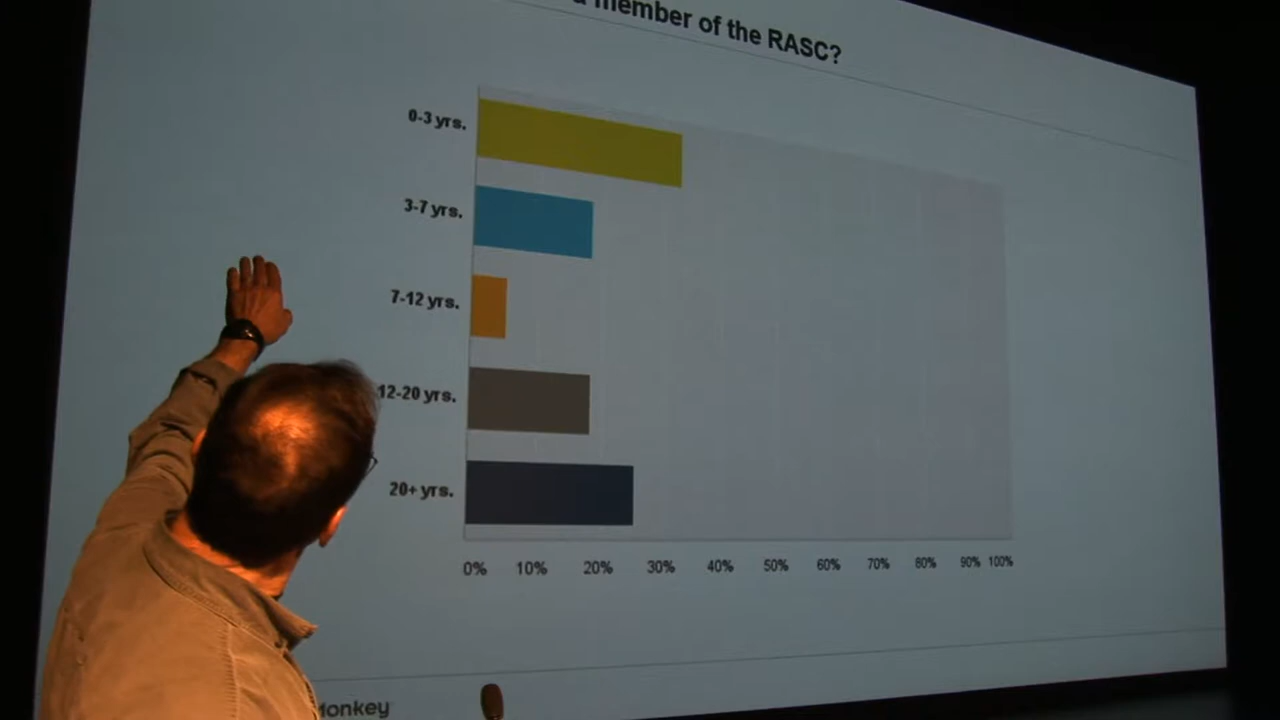 member of the RASC?
0-3 yrs.
3-7 yrs.
7-12 yrs.
12-20 yrs.
20+ yrs.
0% 10% 20% 30% 40% 50% 60% 70% 80% 90% 100%
Monkey